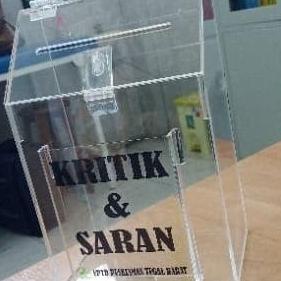 KRITIK
&
SARAN
UPTD PUSKESMAS TEGAL BARAT